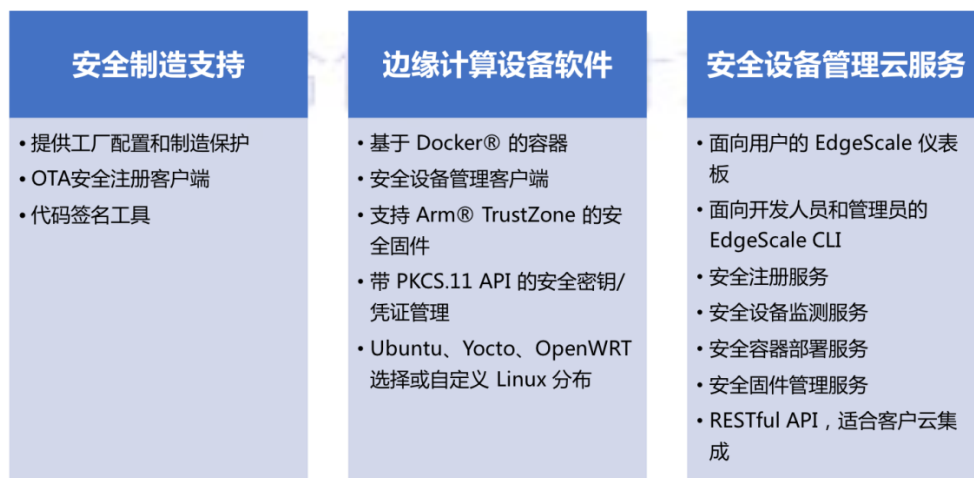 安全制造支持
• 提供工厂配置和制造保护
• OTA安全注册客户端
• 代码签名工具
边缘计算设备软件
• 基于 Docker® 的容器
• 安全设备管理客户端
• 支持 Arm® TrustZone 的安
全固件
• 带 PKCS.11 API 的安全密钥/
凭证管理
• Ubuntu、Yocto、OpenWRT
选择或自定义 Linux 分布
安全设备管理云服务
• 面向用户的 EdgeScale 仪表
板
• 面向开发人员和管理员的
EdgeScale CLI
• 安全注册服务
• 安全设备监测服务
• 安全容器部署服务
• 安全固件管理服务
• RESTful API，适合客户云集
成